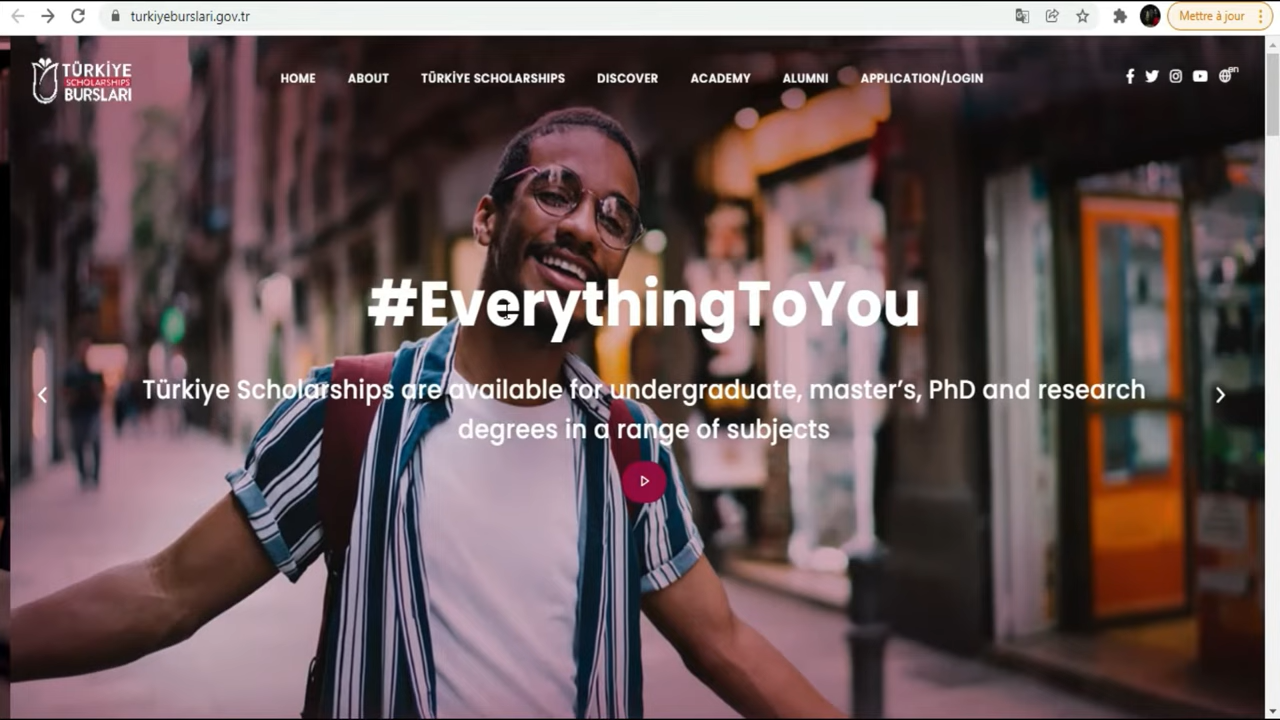 turkiyeburslari.gov.tr
Mettre à jour
TÜRKİYE
SCHOLARSHIPS
BURSLARI
HOME
ABOUT
TÜRKİYE SCHOLARSHIPS
DISCOVER
ACADEMY
ALUMNI
APPLICATION/LOGIN
en
#EverythingToYou
Türkiye Scholarships are available for undergraduate, master’s, PhD and research
degrees in a range of subjects